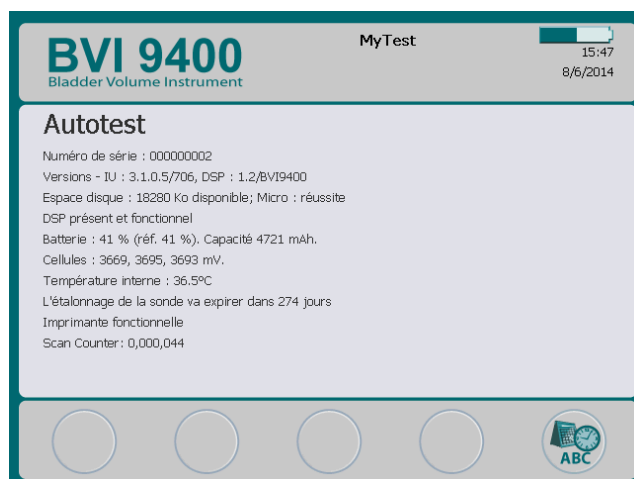 BVI 9400
Bladder Volume Instrument
MyTest
15:47
8/6/2014
Autotest
Numéro de série : 000000002
Versions - IU : 3.1.0.5/706, DSP : 1.2/BVI9400
Espace disque : 18280 Ko disponible; Micro : réussite
DSP présent et fonctionnel
Batterie : 41 % (réf. 41 %). Capacité 4721 mAh.
Cellules : 3669, 3695, 3693 mV.
Température interne : 36.5ºC
L'étalonnage de la sonde va expirer dans 274 jours
Imprimante fonctionnelle
Scan Counter: 0,000,044
ABC